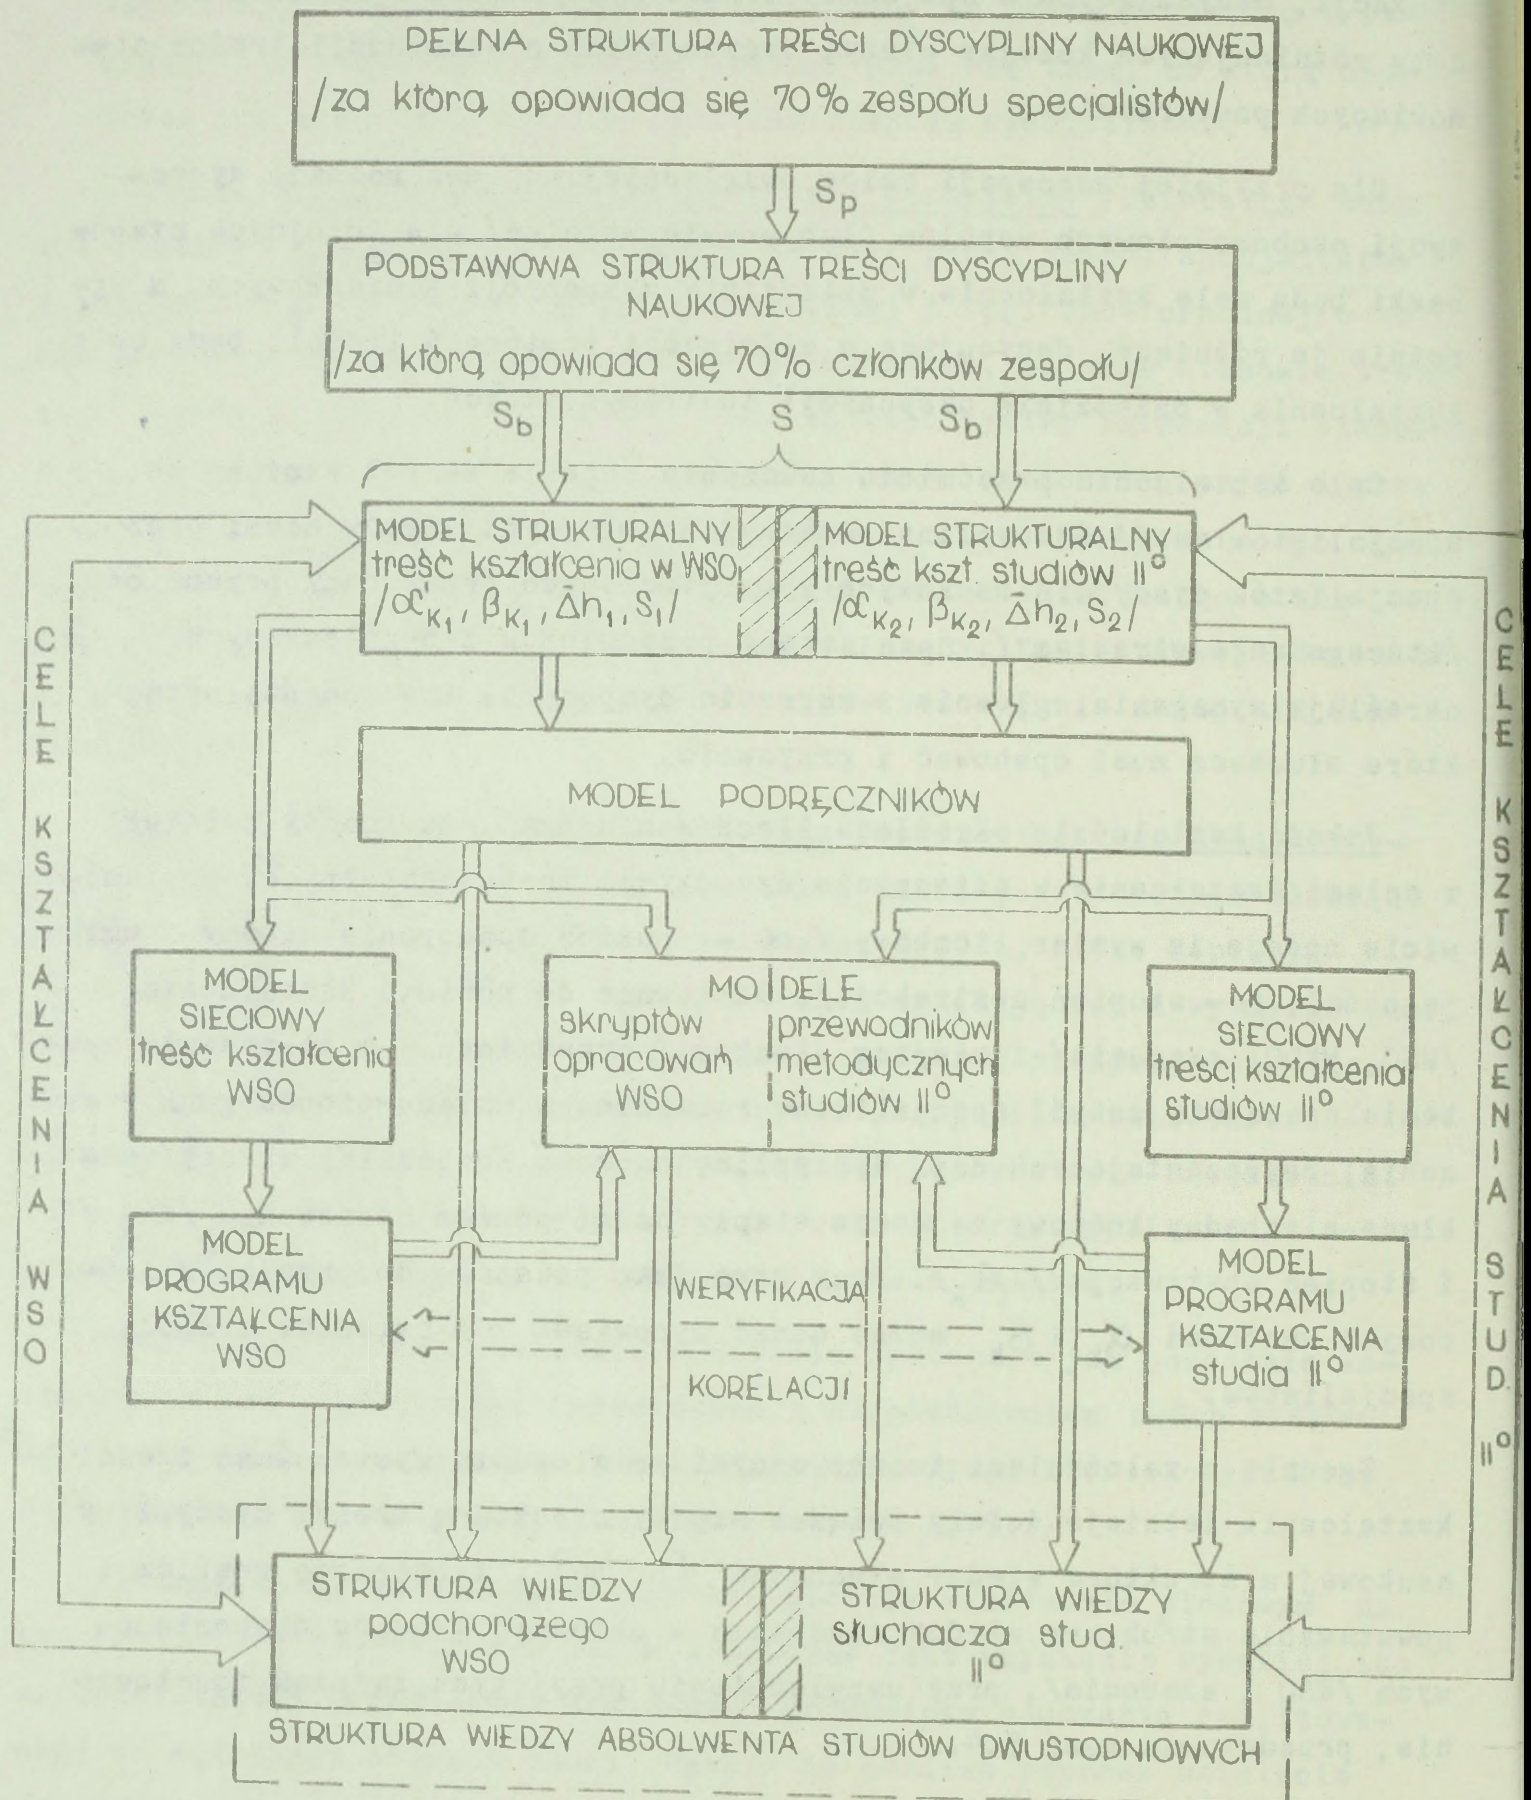 PEŁNA STRUKTURA TREŚCI DYSCYPLINY NAUKOWEJ
/za którą opowiada się 70% zespołu specjalistów/
Sp
PODSTAWOWA STRUKTURA TREŚCI DYSCYPLINY
NAUKOWEJ
/za którą opowiada się 70% członków zespołu/
Sb
S
Sb
MODEL STRUKTURALNY
treść kształcenia w WSO
/α'K1, βK1, Δ̄h1, S1/
MODEL STRUKTURALNY
treść kszt. studiów II°
/αK2, βK2, Δ̄h2, S2/
CELE KSZTAŁCENIA WSO
CELE KSZTAŁCENIA STUD. II°
MODEL PODRĘCZNIKÓW
MODEL
SIECIOWY
treść kształcenia
WSO
MODELE
skryptów
opracowań
WSO
przewodników
metodycznych
studiów II°
MODEL
SIECIOWY
treści kształcenia
studiów II°
MODEL
PROGRAMU
KSZTAŁCENIA
WSO
WERYFIKACJA
KORELACJI
MODEL
PROGRAMU
KSZTAŁCENIA
studia II°
STRUKTURA WIEDZY
podchorążego
WSO
STRUKTURA WIEDZY
słuchacza stud.
II°
STRUKTURA WIEDZY ABSOLWENTA STUDIÓW DWUSTOPNIOWYCH